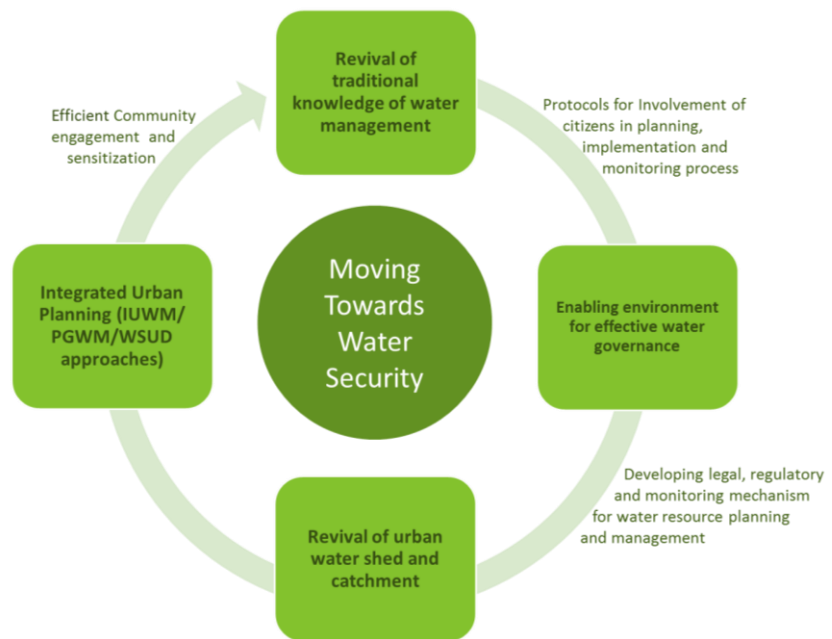 Revival of
traditional
knowledge of water
management
Efficient Community
engagement and
sensitization
Protocols for Involvement of
citizens in planning,
implementation and
monitoring process
Integrated Urban
Planning (IUWM/
PGWM/WSUD
approaches)
Moving
Towards
Water
Security
Enabling environment
for effective water
governance
Developing legal, regulatory
and monitoring mechanism
for water resource planning
and management
Revival of urban
water shed and
catchment